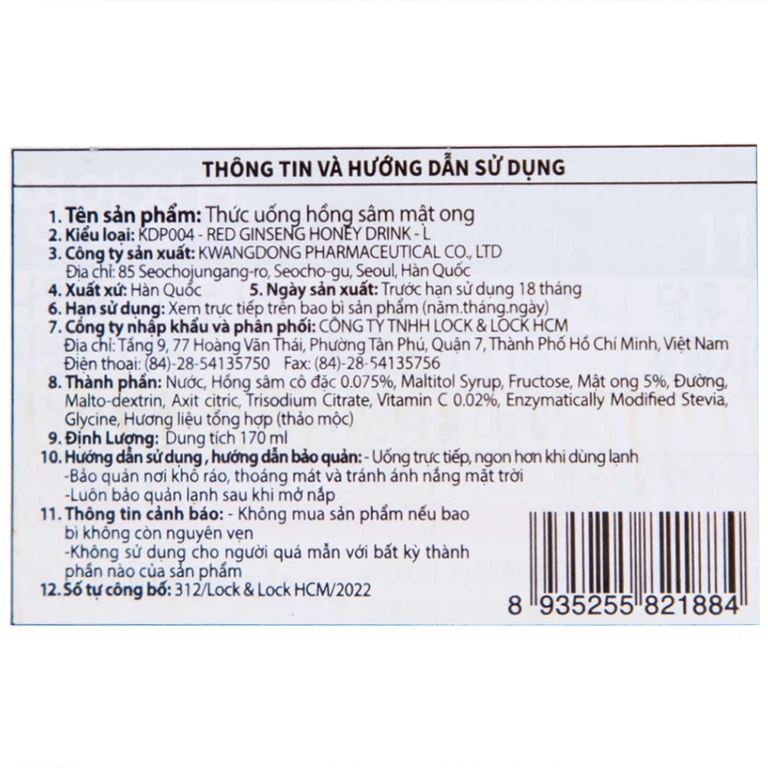 THÔNG TIN VÀ HƯỚNG DẪN SỬ DỤNG
1. Tên sản phẩm: Thức uống hồng sâm mật ong
2. Kiểu loại: KDP004 - RED GINSENG HONEY DRINK - L
3. Công ty sản xuất: KWANGDONG PHARMACEUTICAL CO., LTD
Địa chỉ: 85 Seochojungang-ro, Seocho-gu, Seoul, Hàn Quốc
4. Xuất xứ: Hàn Quốc 5. Ngày sản xuất: Trước hạn sử dụng 18 tháng
6. Hạn sử dụng: Xem trực tiếp trên bao bì sản phẩm (năm.tháng.ngày)
7. Công ty nhập khẩu và phân phối: CÔNG TY TNHH LOCK & LOCK HCM
Địa chỉ: Tầng 9, 77 Hoàng Văn Thái, Phường Tân Phú, Quận 7, Thành Phố Hồ Chí Minh, Việt Nam
Điện thoại: (84)-28-54135750 Fax: (84)-28-54135756
8. Thành phần: Nước, Hồng sâm cô đặc 0.075%, Maltitol Syrup, Fructose, Mật ong 5%, Đường,
Malto-dextrin, Axit citric, Trisodium Citrate, Vitamin C 0.02%, Enzymatically Modified Stevia,
Glycine, Hương liệu tổng hợp (thảo mộc)
9. Định Lượng: Dung tích 170 ml
10. Hướng dẫn sử dụng , hướng dẫn bảo quản: - Uống trực tiếp, ngon hơn khi dùng lạnh
-Bảo quản nơi khô ráo, thoáng mát và tránh ánh nắng mặt trời
-Luôn bảo quản lạnh sau khi mở nắp
11. Thông tin cảnh báo: - Không mua sản phẩm nếu bao
bì không còn nguyên vẹn
-Không sử dụng cho người quá mẫn với bất kỳ thành
phần nào của sản phẩm
12. Số tự công bố: 312/Lock & Lock HCM/2022
8 935255 821884